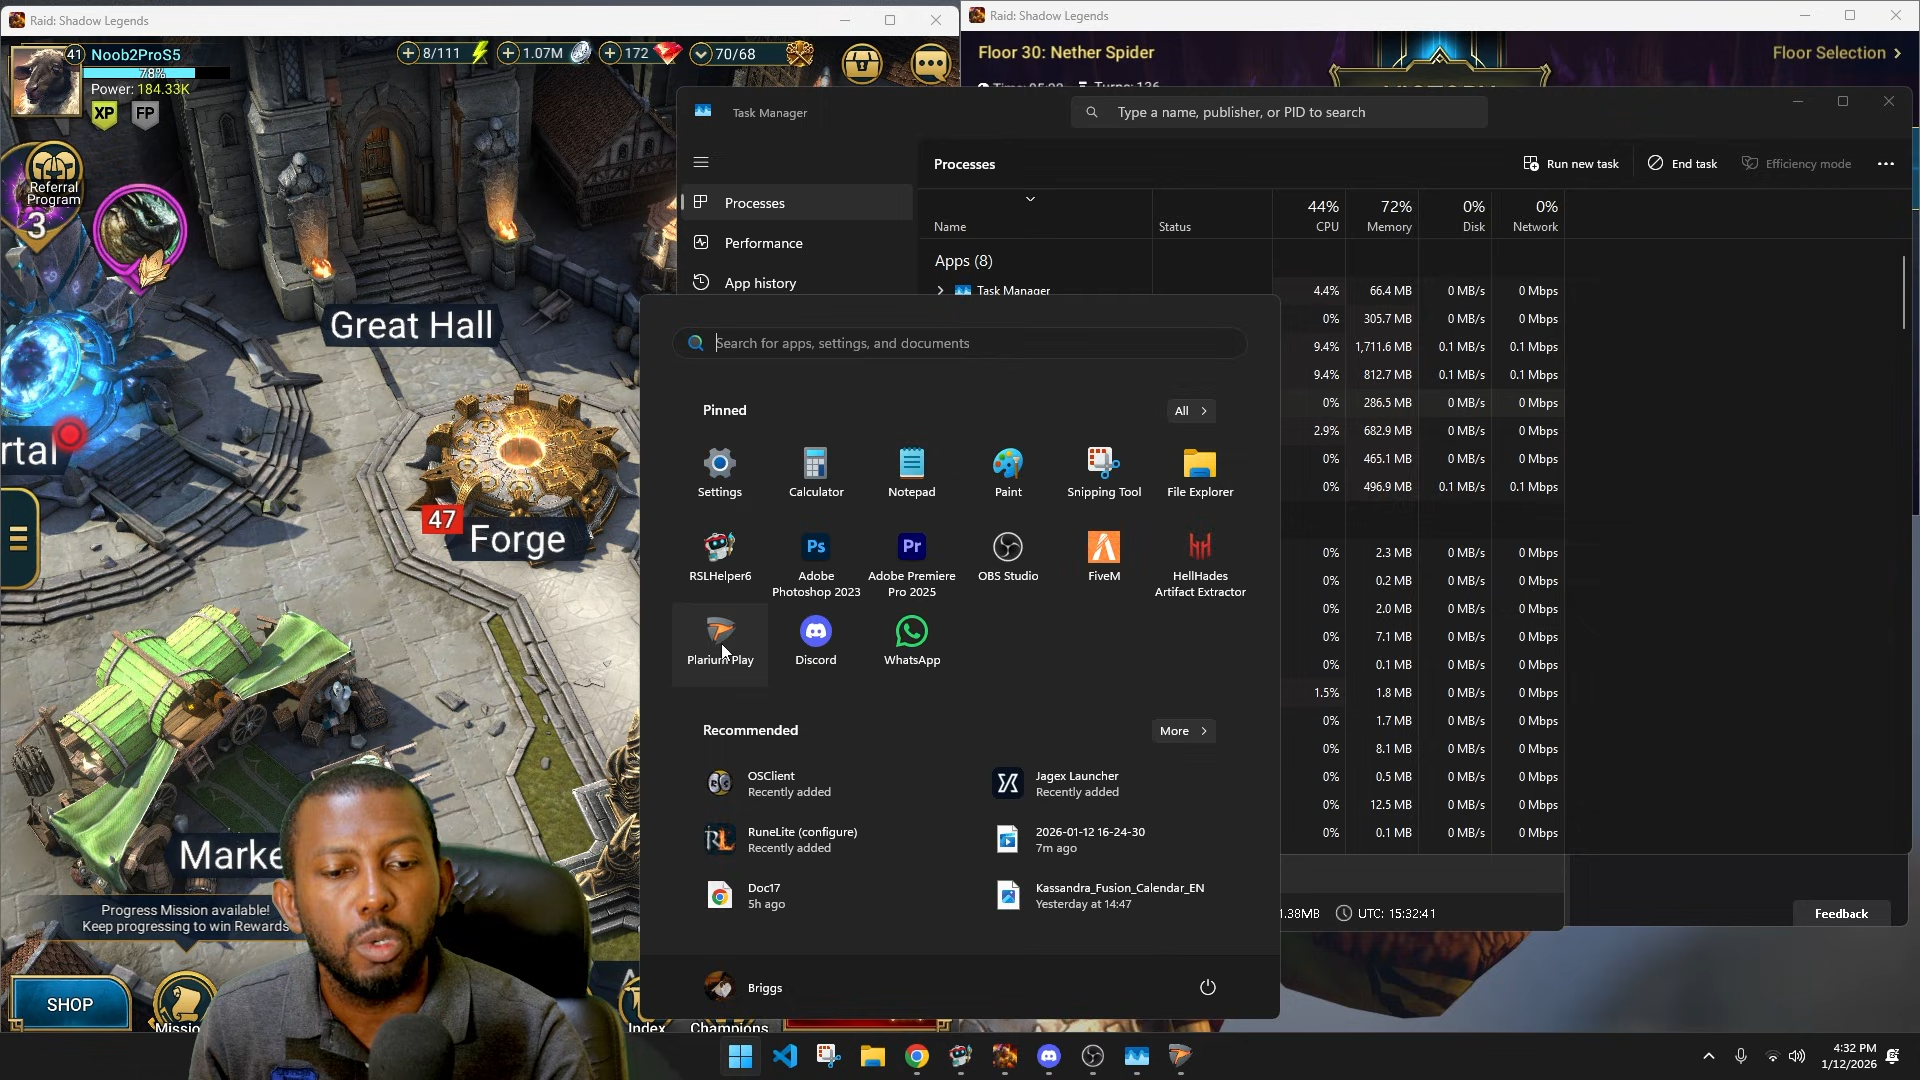 Raid: Shadow Legends
41
Noob2ProS5
78%
Power: 184.33K
XP
FP
8/111
1.07M
172
70/68
Referral
Program
3
Great Hall
rtal
47
Forge
Marke
Progress Mission available!
Keep progressing to win Rewards
SHOP
Missio
Index
Champions
Raid: Shadow Legends
Floor 30: Nether Spider
Floor Selection
Task Manager
Type a name, publisher, or PID to search
Processes
Performance
App history
Processes
Run new task
End task
Efficiency mode
Name
Status
44%
CPU
72%
Memory
0%
Disk
0%
Network
Apps (8)
Task Manager
4.4% 66.4 MB 0 MB/s 0 Mbps
0% 305.7 MB 0 MB/s 0 Mbps
9.4% 1,711.6 MB 0.1 MB/s 0.1 Mbps
9.4% 812.7 MB 0.1 MB/s 0.1 Mbps
0% 286.5 MB 0 MB/s 0 Mbps
2.9% 682.9 MB 0 MB/s 0 Mbps
0% 465.1 MB 0 MB/s 0 Mbps
0% 496.9 MB 0.1 MB/s 0.1 Mbps
0% 2.3 MB 0 MB/s 0 Mbps
0% 0.2 MB 0 MB/s 0 Mbps
0% 2.0 MB 0 MB/s 0 Mbps
0% 7.1 MB 0 MB/s 0 Mbps
0% 0.1 MB 0 MB/s 0 Mbps
1.5% 1.8 MB 0 MB/s 0 Mbps
0% 1.7 MB 0 MB/s 0 Mbps
0% 8.1 MB 0 MB/s 0 Mbps
0% 0.5 MB 0 MB/s 0 Mbps
0% 12.5 MB 0 MB/s 0 Mbps
0% 0.1 MB 0 MB/s 0 Mbps
Search for apps, settings, and documents
Pinned
All
Settings
Calculator
Notepad
Paint
Snipping Tool
File Explorer
RSLHelper6
Ps
Adobe
Photoshop 2023
Pr
Adobe Premiere
Pro 2025
OBS Studio
FiveM
HellHades
Artifact Extractor
Plarium Play
Discord
WhatsApp
Recommended
More
OSClient
Recently added
Jagex Launcher
Recently added
RuneLite (configure)
Recently added
2026-01-12 16-24-30
7m ago
Doc17
5h ago
Kassandra_Fusion_Calendar_EN
Yesterday at 14:47
Briggs
1.38MB
UTC: 15:32:41
Feedback
4:32 PM
1/12/2026